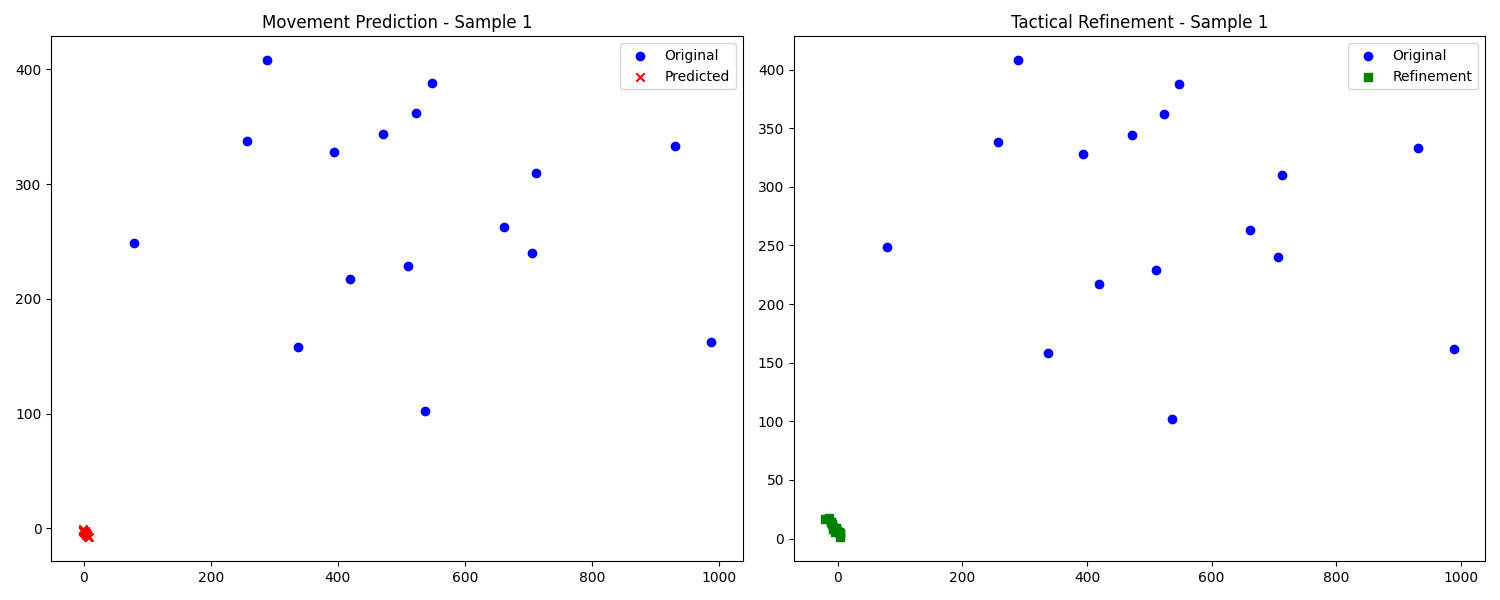 Movement Prediction - Sample 1
Original
Predicted
400
300
200
100
0
0 200 400 600 800 1000
Tactical Refinement - Sample 1
Original
Refinement
400
350
300
250
200
150
100
50
0
0 200 400 600 800 1000